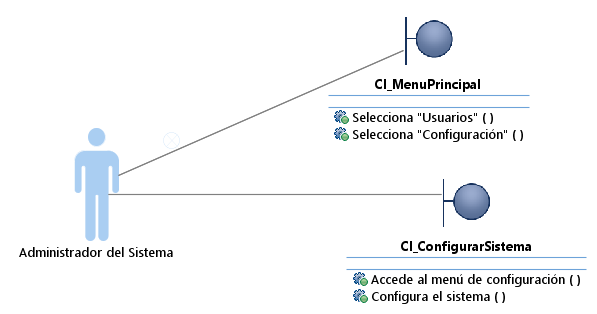 CI_MenuPrincipal
Selecciona "Usuarios" ( )
Selecciona "Configuración" ( )
Administrador del Sistema
CI_ConfigurarSistema
Accede al menú de configuración ( )
Configura el sistema ( )